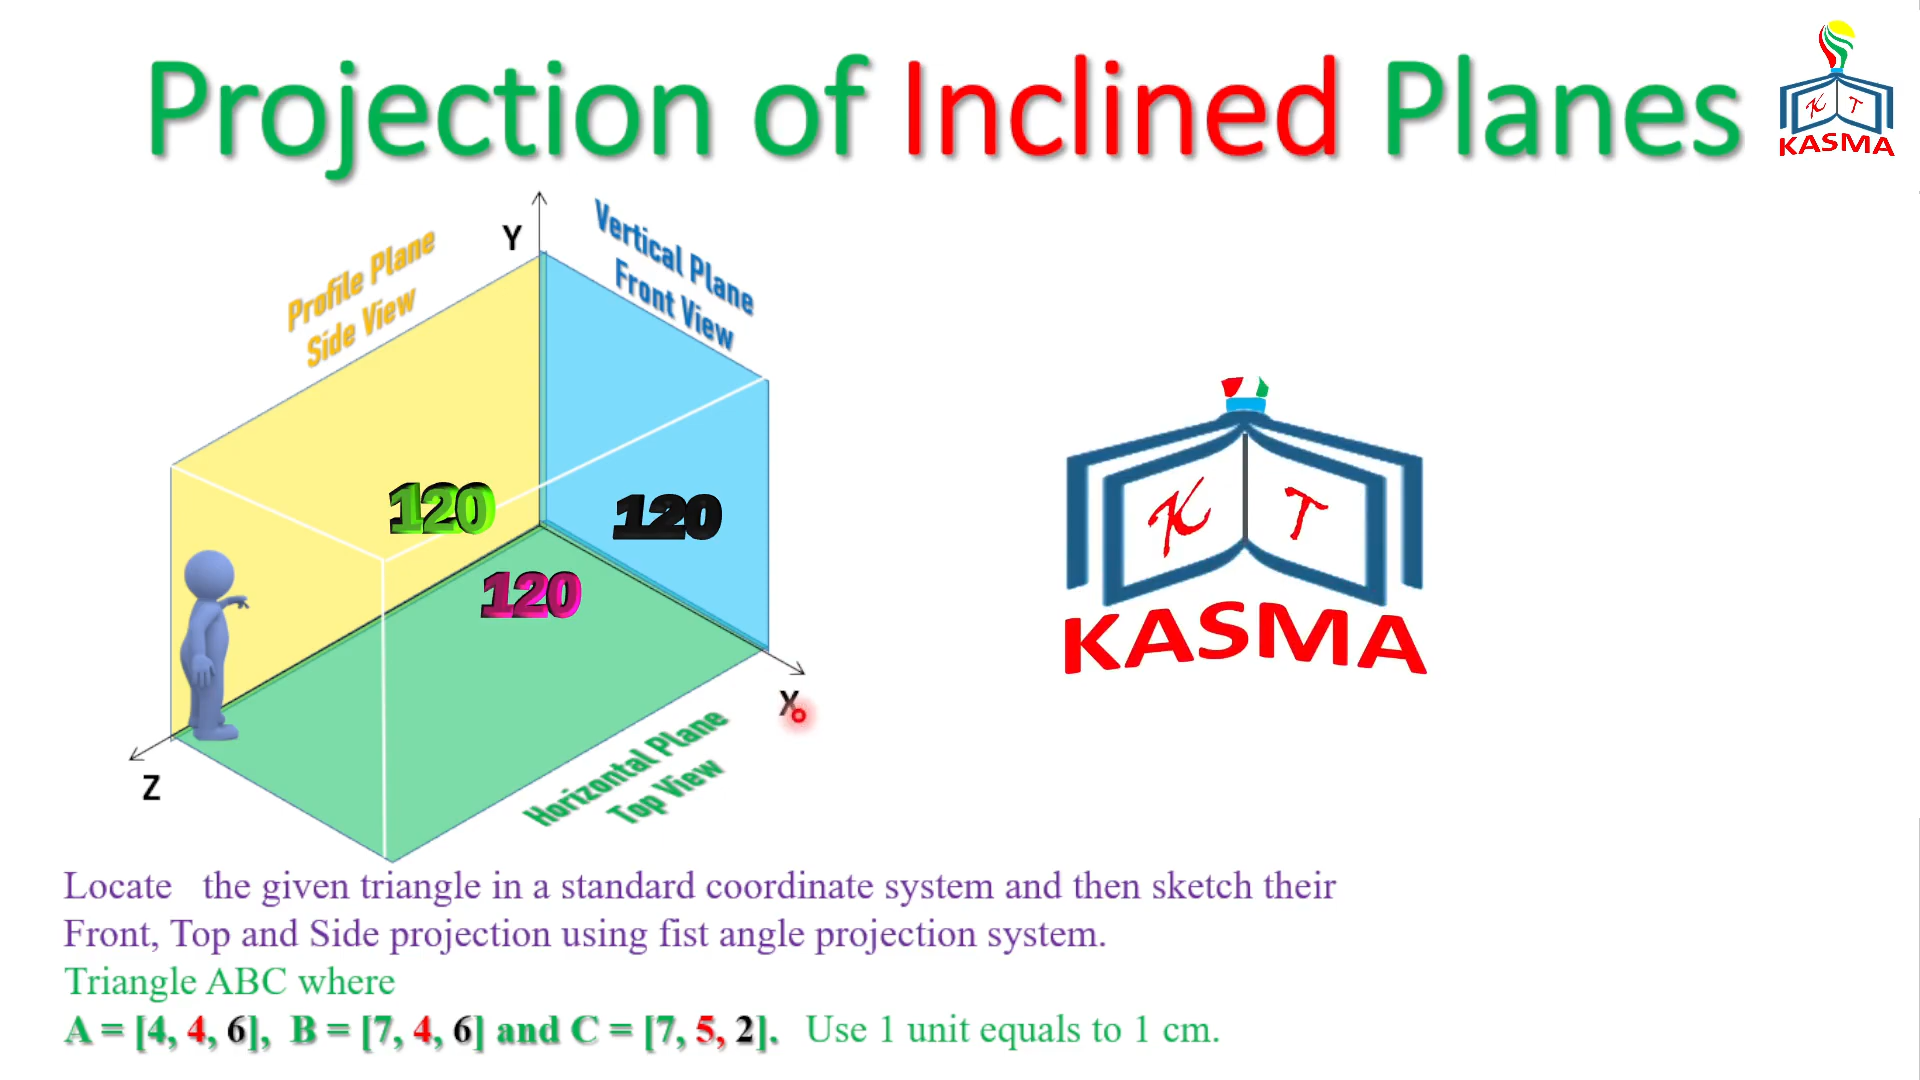 Projection of Inclined Planes
K T
KASMA
Y
Profile Plane
Side View
Vertical Plane
Front View
120
120
120
X
Z
Horizontal Plane
Top View
K T
KASMA
Locate the given triangle in a standard coordinate system and then sketch their
Front, Top and Side projection using fist angle projection system.
Triangle ABC where
A = [4, 4, 6], B = [7, 4, 6] and C = [7, 5, 2]. Use 1 unit equals to 1 cm.